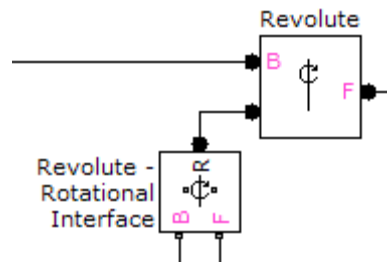 Revolute
B
F
R
Revolute -
Rotational
Interface
B
F